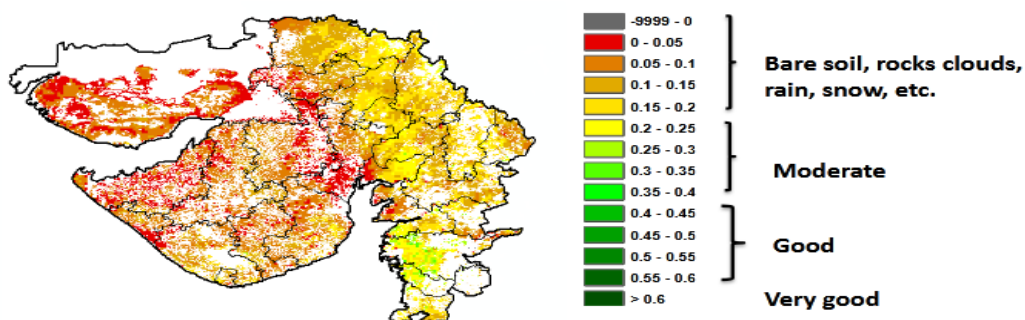 -9999 - 0
0 - 0.05
0.05 - 0.1
0.1 - 0.15
0.15 - 0.2
0.2 - 0.25
0.25 - 0.3
0.3 - 0.35
0.35 - 0.4
0.4 - 0.45
0.45 - 0.5
0.5 - 0.55
0.55 - 0.6
> 0.6
Bare soil, rocks clouds,
rain, snow, etc.
Moderate
Good
Very good